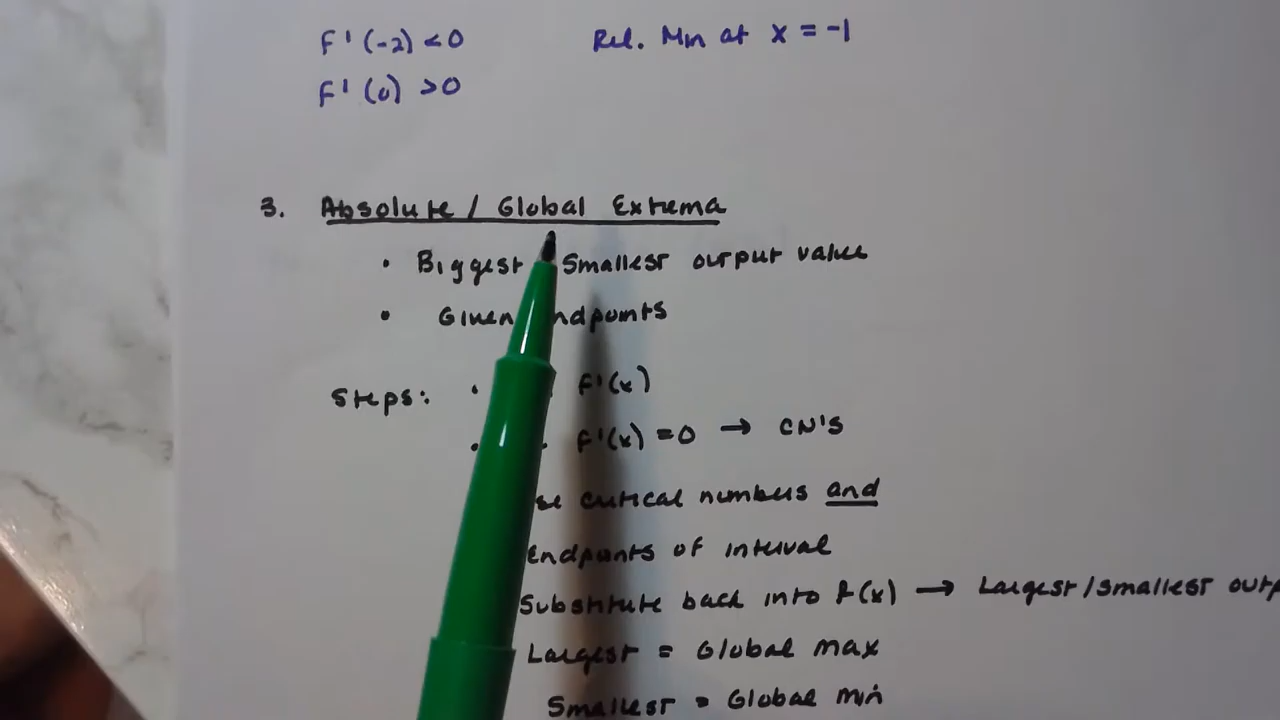 F'(-2) < 0 Rel. Min at x = -1
F'(0) > 0
3. Absolute / Global Extrema
• Biggest Smallest output value
• Given
Steps: • F'(x)
• F'(x) = 0 → CN'S
critical numbers and
Endpoints of interval
Substitute back into f(x) → Largest/smallest
Largest = Global max
Smallest = Global min